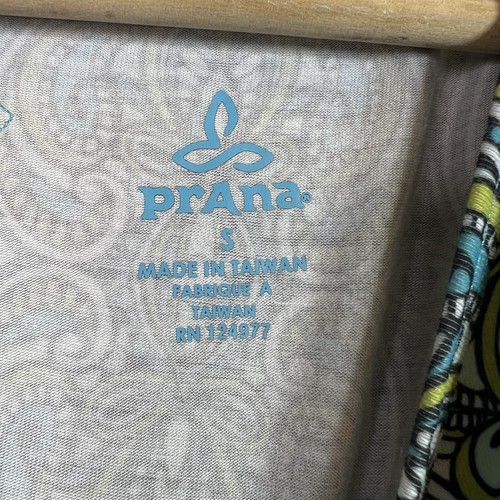 prAna®
S
MADE IN TAIWAN
FABRIQUE A
TAIWAN
RN 124977